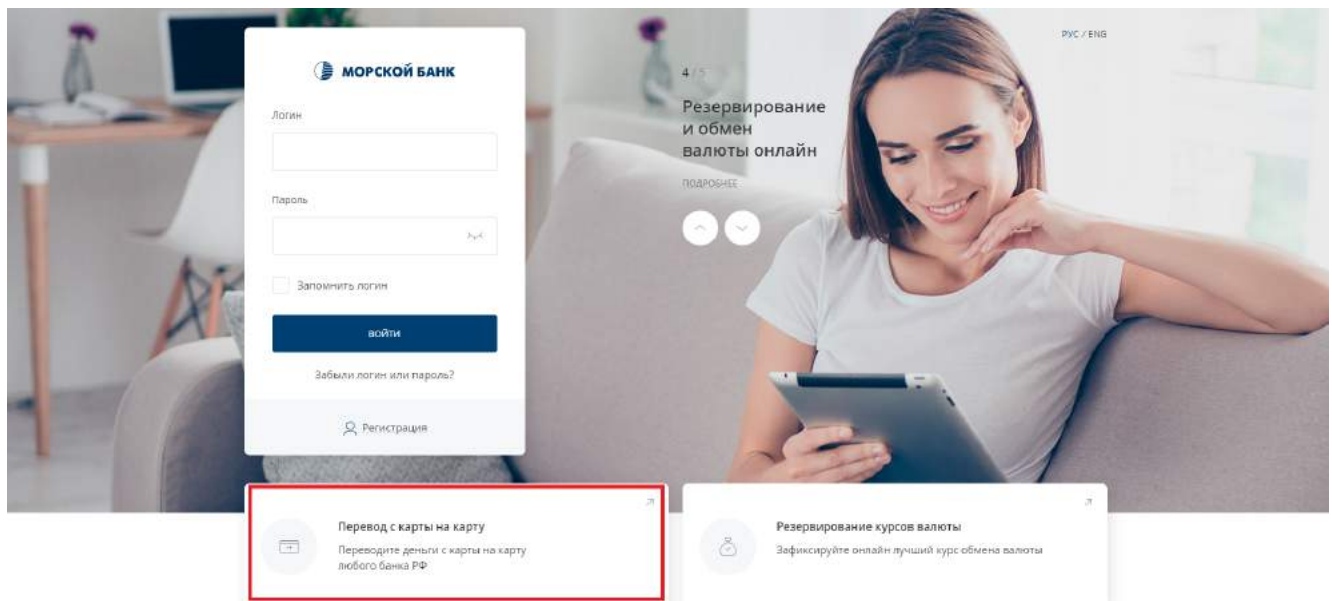 МОРСКОЙ БАНК
Логин
Пароль
Запомнить логин
ВОЙТИ
Забыли логин или пароль?
Регистрация
РУС / ENG
4 / 5
Резервирование
и обмен
валюты онлайн
ПОДРОБНЕЕ
Перевод с карты на карту
Переводите деньги с карты на карту
любого банка РФ
Резервирование курсов валюты
Зафиксируйте онлайн лучший курс обмена валюты